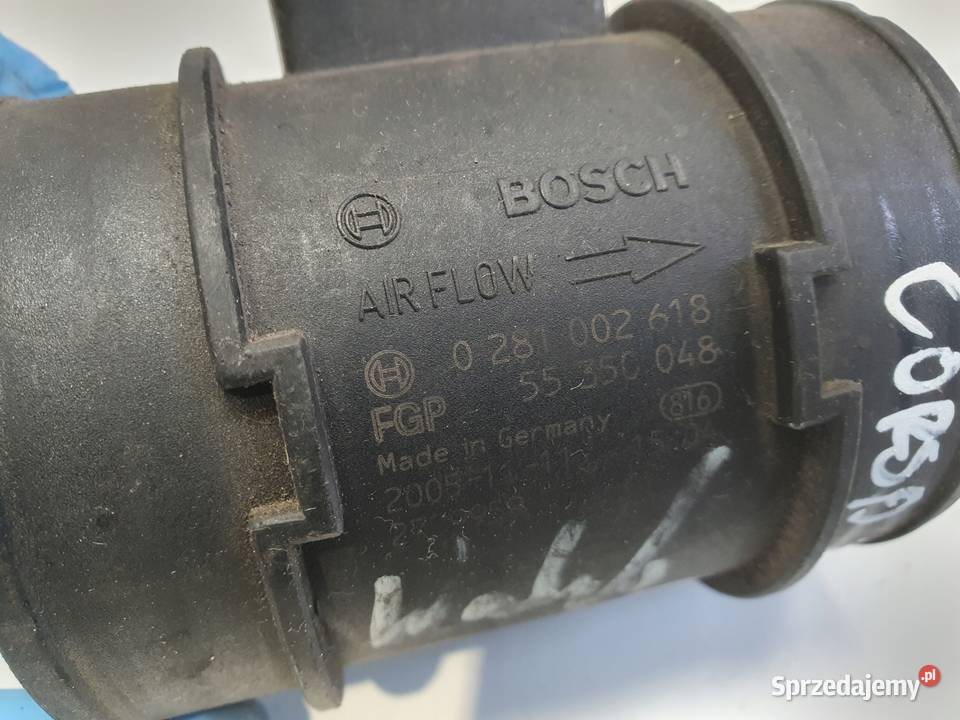 BOSCH
AIR FLOW
0 281 002 618
55 350 048
FGP
816
Made in Germany
CORSA
Sprzedajemy.pl